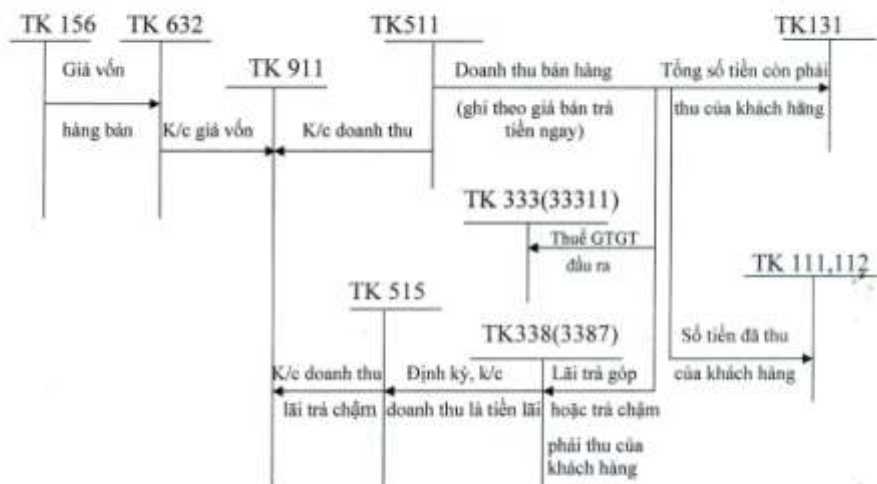 TK 156
TK 632
TK511
TK131
Giá vốn
TK 911
Doanh thu bán hàng
Tổng số tiền còn phải
hàng bán
K/c giá vốn
K/c doanh thu
(ghi theo giá bán trả
tiền ngay)
thu của khách hãng
TK 333(33311)
Thuế GTGT
đầu ra
TK 111,112
TK 515
TK338(3387)
Số tiền đã thu
của khách hàng
K/c doanh thu
lãi trả chậm
Định kỳ, k/c
doanh thu là tiền lãi
Lãi trả góp
hoặc trả chậm
phải thu của
khách hàng